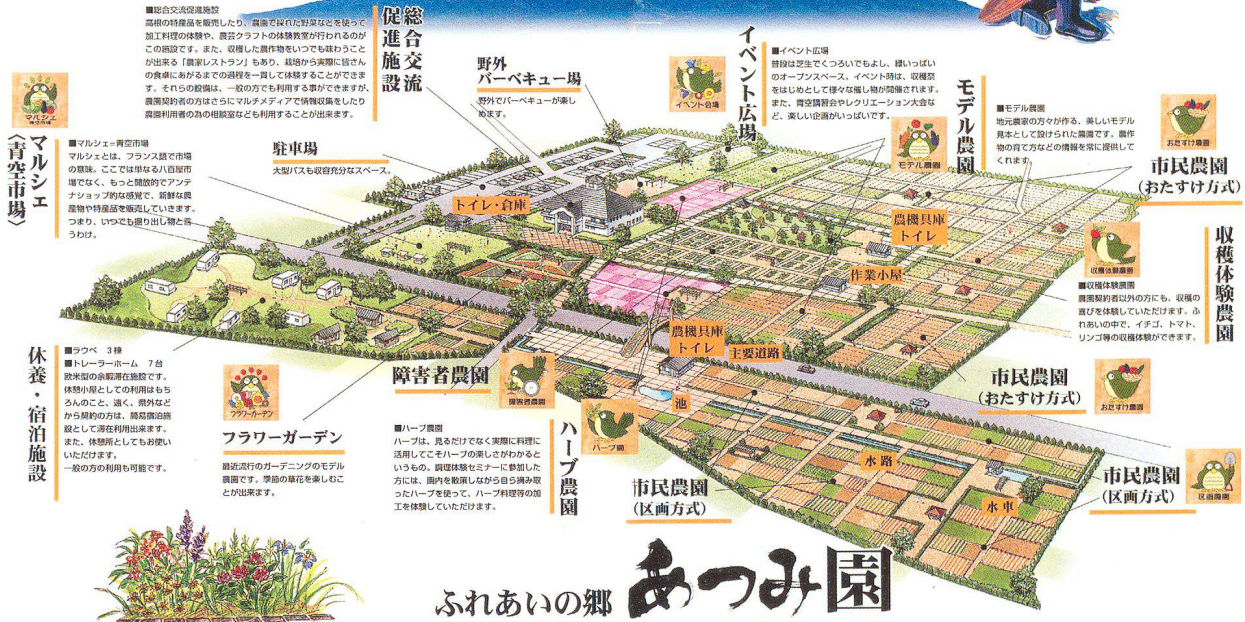 ■総合交流促進施設
高根の特産品を販売したり、農園で採れた野菜などを使って
加工料理の体験や、農芸クラフトの体験教室が行われるのが
この施設です。また、収穫した農作物をいつでも味わうこと
が出来る「農家レストラン」もあり、栽培から実際に皆さん
の食卓にあがるまでの過程を一貫して体験することができま
す。それらの設備は、一般の方でも利用する事ができますが、
農園契約者の方はさらにマルチメディアで情報収集をしたり
農園利用者の為の相談室なども利用することが出来ます。
総合交流
促進施設
野外
バーベキュー場
野外でバーベキューが楽し
めます。
イベント広場
■イベント広場
普段は芝生でくつろいでもよし、緑いっぱい
のオープンスペース。イベント時は、収穫祭
をはじめとして様々な催し物が開催されます。
また、青空講習会やレクリエーション大会な
ど、楽しい企画がいっぱいです。
イベント会場
モデル農園
■モデル農園
地元農家の方々が作る、美しいモデル
見本として設けられた農園です。農作
物の育て方などの情報を常に提供して
くれます。
モデル農園
おたすけ農園
市民農園
(おたすけ方式)
マルシェ
青空市場
マルシェ
〈青空市場〉
■マルシェ=青空市場
マルシェとは、フランス語で市場
の意味。ここでは単なる八百屋市
場でなく、もっと開放的でアンテ
ナショップ的な感覚で、新鮮な農
産物や特産品を販売していきます。
つまり、いつでも掘り出し物と言
うわけ。
駐車場
大型バスも収容充分なスペース。
トイレ・倉庫
農機具庫
トイレ
作業小屋
収穫体験農園
収穫体験農園
■収穫体験農園
農園契約者以外の方にも、収穫の
喜びを体験していただけます。ふ
れあいの中で、イチゴ、トマト、
リンゴ等の収穫体験ができます。
農機具庫
トイレ
主要道路
池
市民農園
(おたすけ方式)
おたすけ農園
休養・宿泊施設
■ラウベ 3棟
■トレーラーホーム 7台
欧米型の余暇滞在施設です。
休憩小屋としての利用はもち
ろんのこと、遠く、県外など
から契約の方は、簡易宿泊施
設として滞在利用出来ます。
また、休憩所としてもお使い
いただけます。
一般の方の利用も可能です。
フラワーガーデン
フラワーガーデン
最近流行のガーデニングのモデル
農園です。季節の草花を楽しむこ
とが出来ます。
障害者農園
障害者農園
■ハーブ農園
ハーブは、見るだけでなく実際に料理に
活用してこそハーブの楽しさがわかると
いうもの。調理体験セミナーに参加した
方には、園内を散策しながら自ら摘み取
ったハーブを使って、ハーブ料理等の加
工を体験していただけます。
ハーブ農園
ハーブ園
市民農園
(区画方式)
水路
水車
市民農園
(区画方式)
区画農園
ふれあいの郷 あつみ園